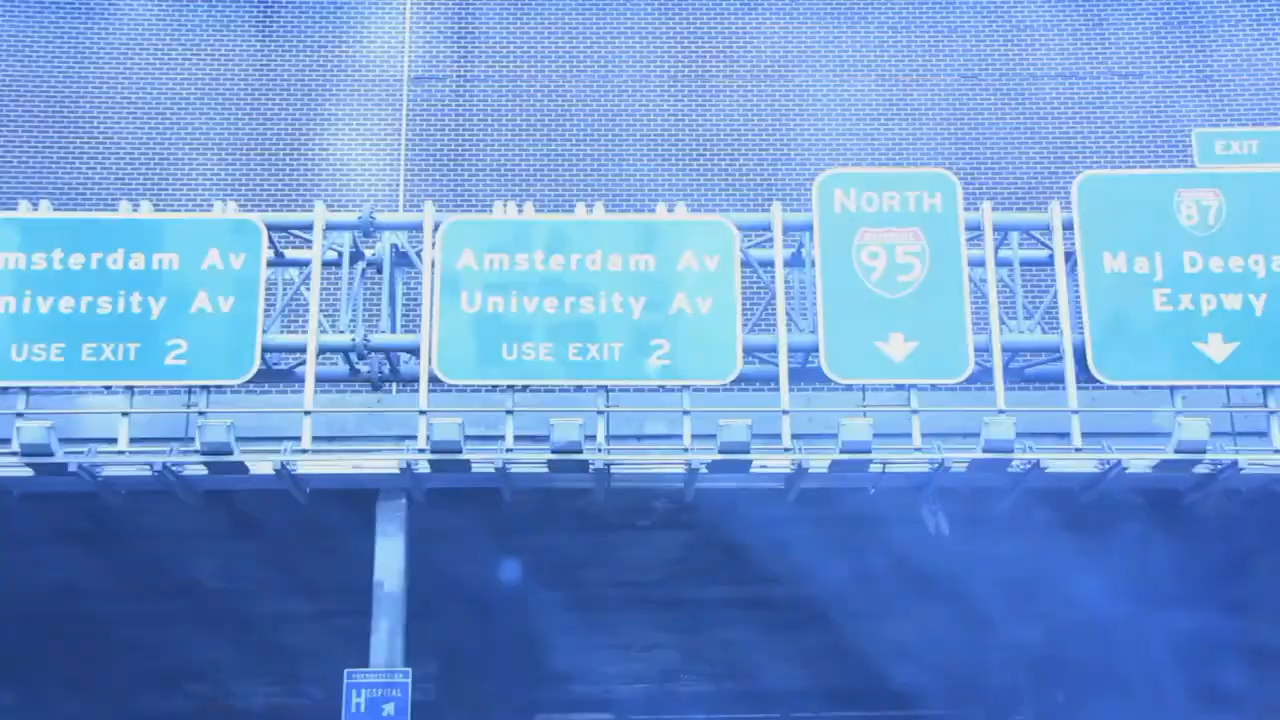 msterdam Av
niversity Av
USE EXIT 2
Amsterdam Av
University Av
USE EXIT 2
NORTH
95
EXIT
87
Maj Deega
Expwy
HOSPITAL